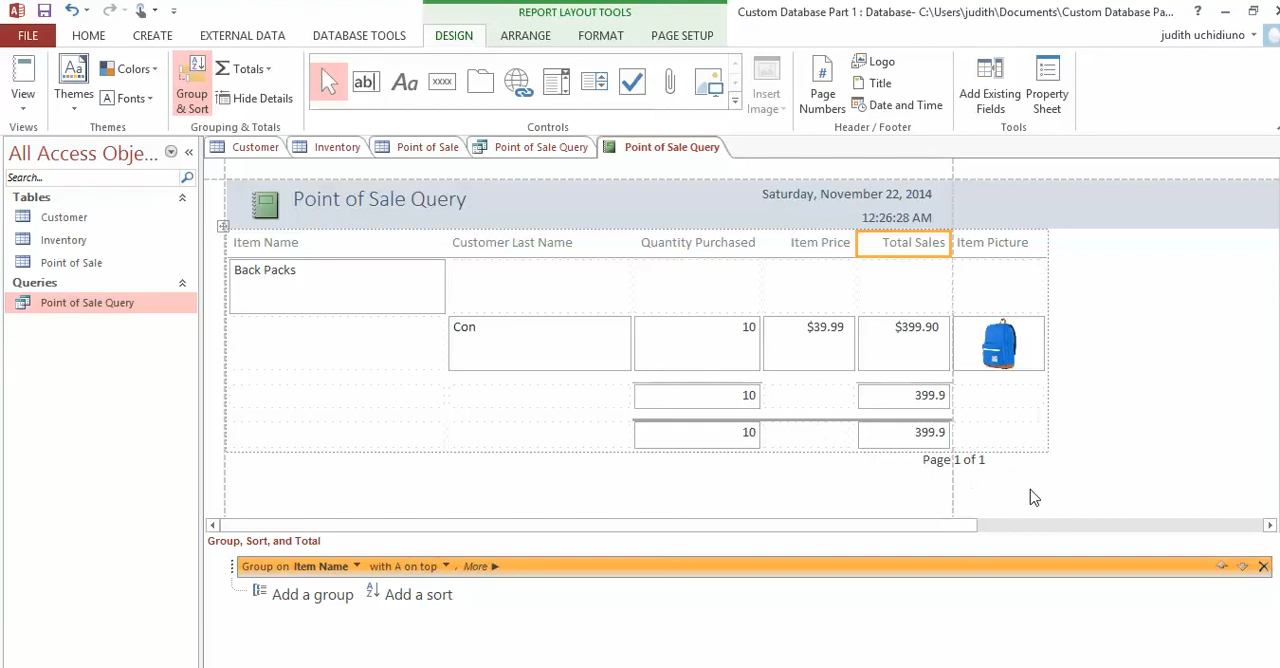 REPORT LAYOUT TOOLS
Custom Database Part 1 : Database- C:\Users\judith\Documents\Custom Database Pa...
?
FILE HOME CREATE EXTERNAL DATA DATABASE TOOLS DESIGN ARRANGE FORMAT PAGE SETUP
judith uchidiuno
View
Views
Aa
Themes
Colors
A Fonts
Themes
Group & Sort
Σ Totals
Hide Details
Grouping & Totals
ab| Aa XXXX
Insert Image
Controls
Page Numbers
Logo
Title
Date and Time
Header / Footer
Add Existing Fields
Property Sheet
Tools
All Access Obje...
Search...
Tables
Customer
Inventory
Point of Sale
Queries
Point of Sale Query
Customer Inventory Point of Sale Point of Sale Query Point of Sale Query
Point of Sale Query
Saturday, November 22, 2014
12:26:28 AM
Item Name Customer Last Name Quantity Purchased Item Price Total Sales Item Picture
Back Packs
Con 10 $39.99 $399.90
10 399.9
10 399.9
Page 1 of 1
Group, Sort, and Total
Group on Item Name with A on top , More
Add a group Add a sort